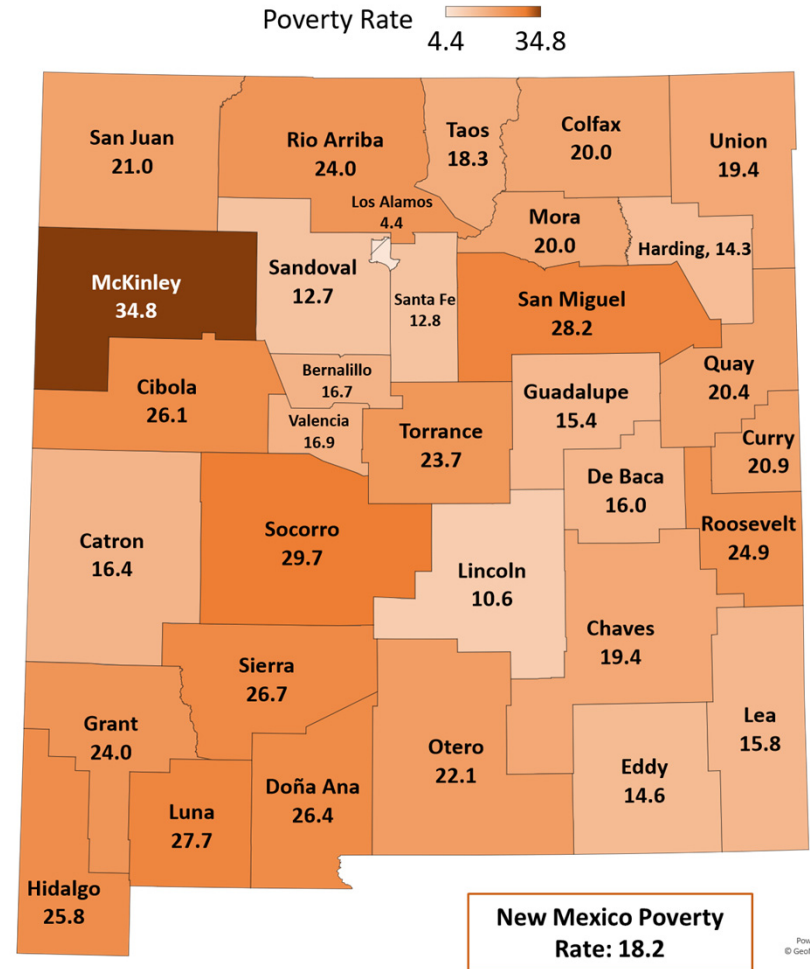 Poverty Rate
4.4 34.8
San Juan
21.0
Rio Arriba
24.0
Taos
18.3
Colfax
20.0
Union
19.4
Los Alamos
4.4
Mora
20.0
Harding, 14.3
McKinley
34.8
Sandoval
12.7
Santa Fe
12.8
San Miguel
28.2
Quay
20.4
Cibola
26.1
Bernalillo
16.7
Guadalupe
15.4
Valencia
16.9
Torrance
23.7
Curry
20.9
De Baca
16.0
Roosevelt
24.9
Catron
16.4
Socorro
29.7
Lincoln
10.6
Chaves
19.4
Sierra
26.7
Grant
24.0
Otero
22.1
Lea
15.8
Eddy
14.6
Doña Ana
26.4
Luna
27.7
Hidalgo
25.8
New Mexico Poverty
Rate: 18.2